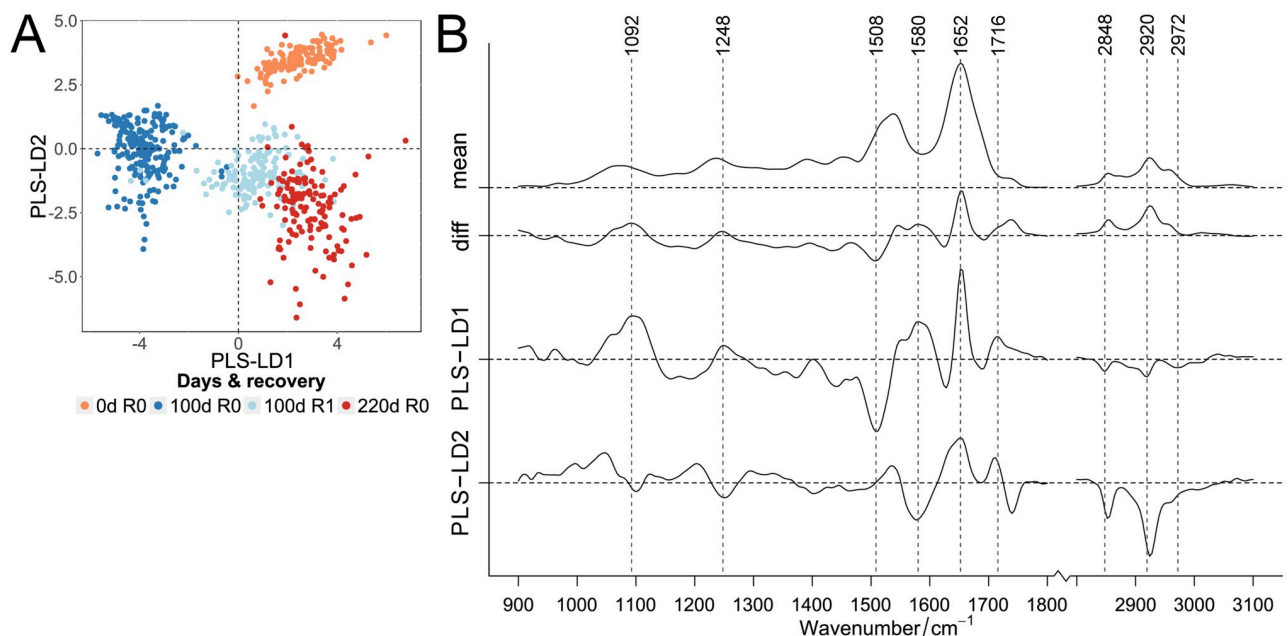 A
5.0
2.5
0.0
-2.5
-5.0
PLS-LD2
-4
0
4
PLS-LD1
Days & recovery
0d R0
100d R0
100d R1
220d R0
B
1092
1248
1508
1580
1652
1716
2848
2920
2972
mean
diff
PLS−LD1
PLS−LD2
900 1000 1100 1200 1300 1400 1500 1600 1700 1800 2900 3000 3100
Wavenumber/cm⁻¹